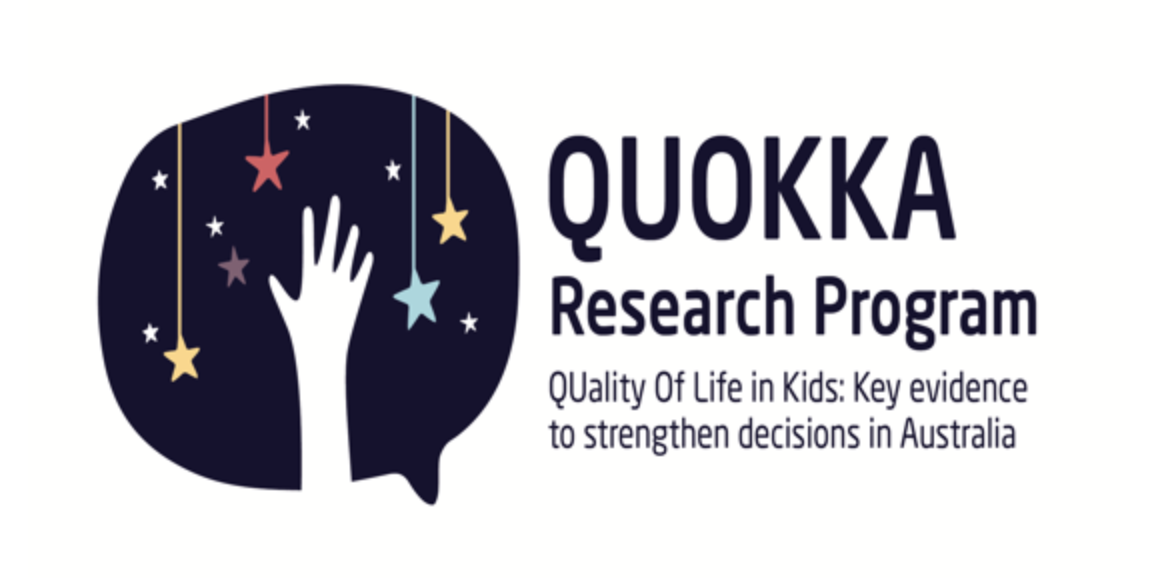 QUOKKA
Research Program
QUality Of Life in Kids: Key evidence
to strengthen decisions in Australia